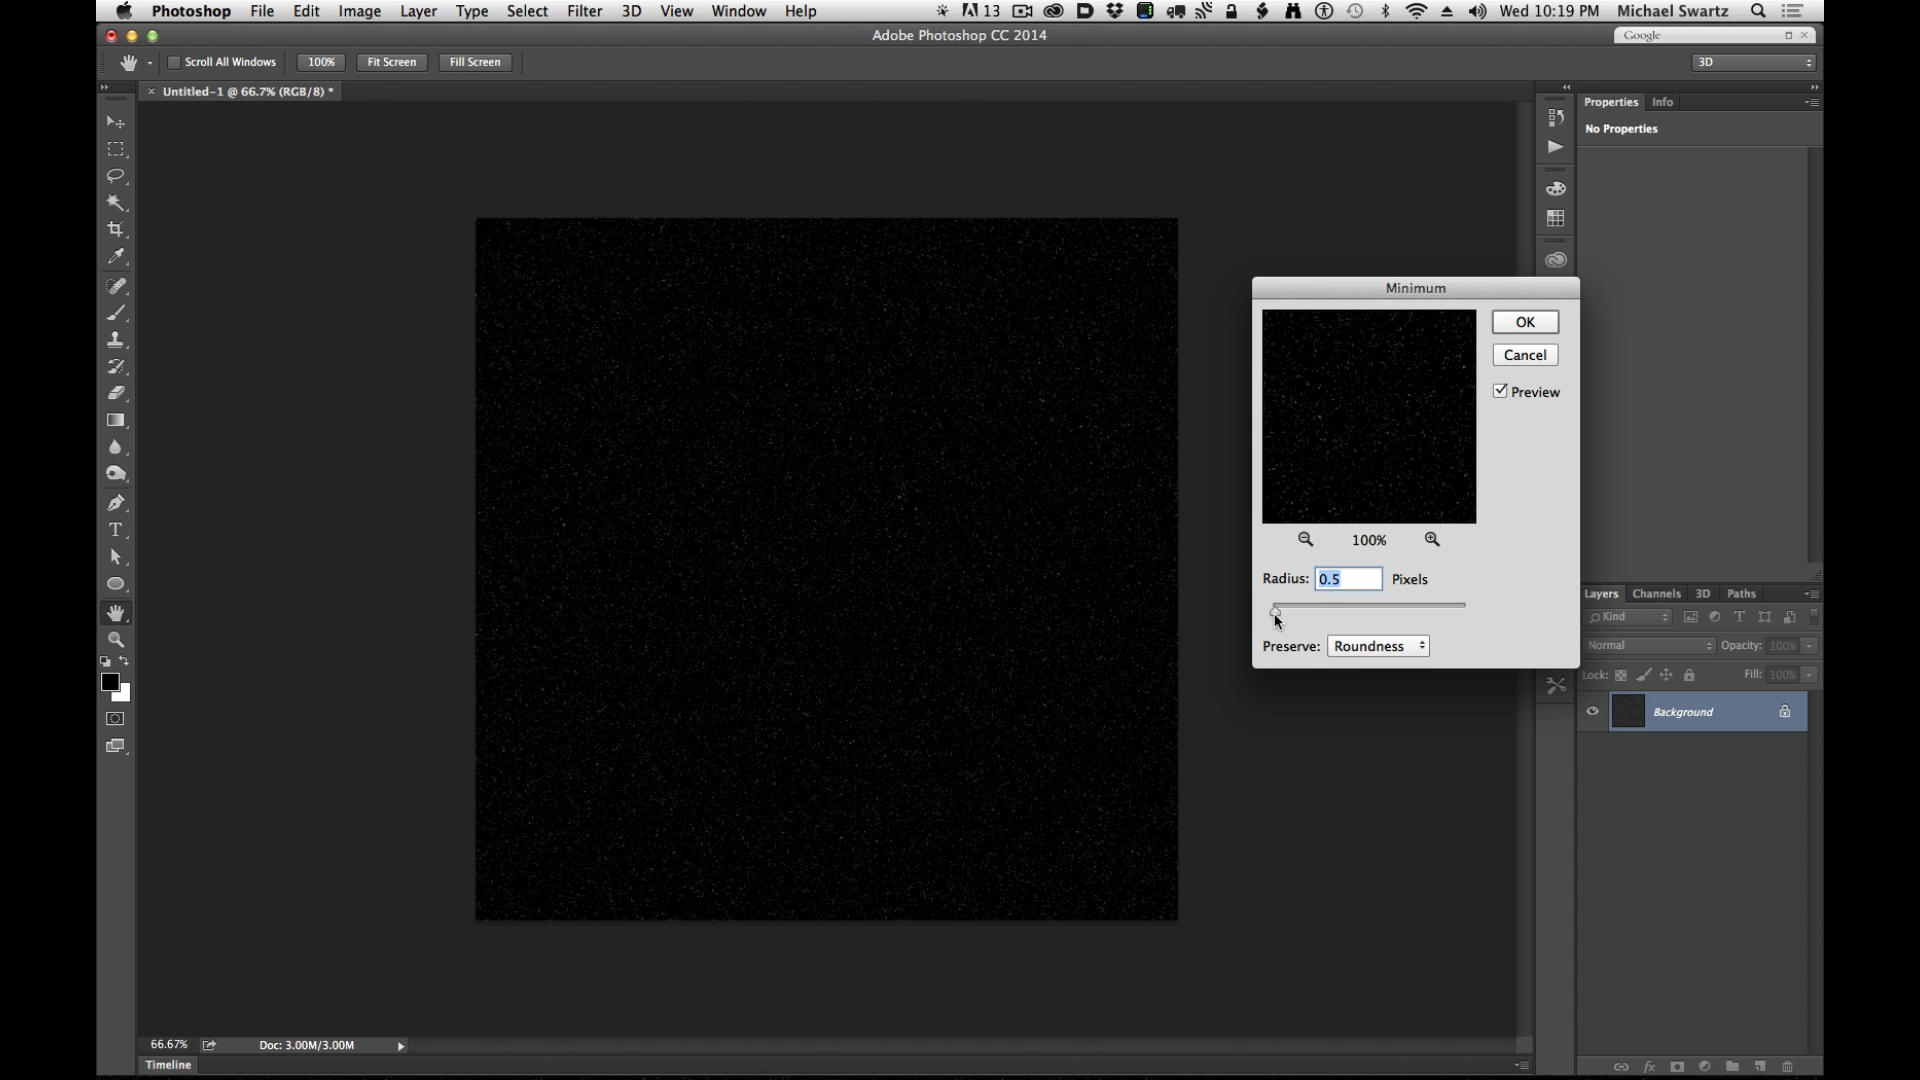 Photoshop File Edit Image Layer Type Select Filter 3D View Window Help 13 Wed 10:19 PM Michael Swartz
Adobe Photoshop CC 2014
Google
Scroll All Windows 100% Fit Screen Fill Screen
3D
× Untitled-1 @ 66.7% (RGB/8) *
Properties Info
No Properties
Minimum
OK
Cancel
Preview
100%
Radius: 0.5 Pixels
Preserve: Roundness
Layers Channels 3D Paths
Kind
Normal Opacity: 100%
Lock: Fill: 100%
Background
66.67% Doc: 3.00M/3.00M
Timeline